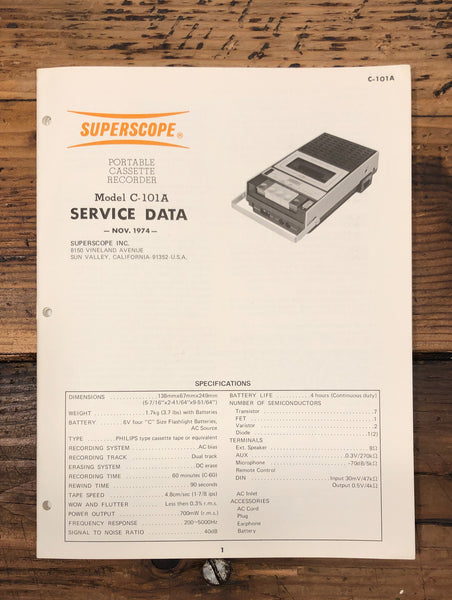 C-101A
SUPERSCOPE®
PORTABLE
CASSETTE
RECORDER
Model C-101A
SERVICE DATA
— NOV. 1974 —
SUPERSCOPE INC.
8150 VINELAND AVENUE
SUN VALLEY, CALIFORNIA-91352-U.S.A.
SPECIFICATIONS
DIMENSIONS 138mmx67mmx249mm
(5-7/16"x2-41/64"x9-51/64")
WEIGHT 1.7kg (3.7 lbs) with Batteries
BATTERY 6V four "C" Size Flashlight Batteries,
AC Source
TYPE PHILIPS type cassette tape or equivalent
RECORDING SYSTEM AC bias
RECORDING TRACK Dual track
ERASING SYSTEM DC erase
RECORDING TIME 60 minutes (C-60)
REWIND TIME 90 seconds
TAPE SPEED 4.8cm/sec (1-7/8 ips)
WOW AND FLUTTER Less then 0.3% r.m.s.
POWER OUTPUT 700mW (r.m.s.)
FREQUENCY RESPONSE 200~5000Hz
SIGNAL TO NOISE RATIO 40dB
BATTERY LIFE 4 hours (Continuous duty)
NUMBER OF SEMICONDUCTORS
Transistor 7
FET 1
Varistor 2
Diode 1(2)
TERMINALS
Ext. Speaker 8Ω
AUX 0.3V/270kΩ
Microphone -79dB/5kΩ
Remote Control
DIN Input 30mV/47kΩ
Output 0.5V/4kΩ
AC Inlet
ACCESSORIES
AC Cord
Plug
Earphone
Battery
1